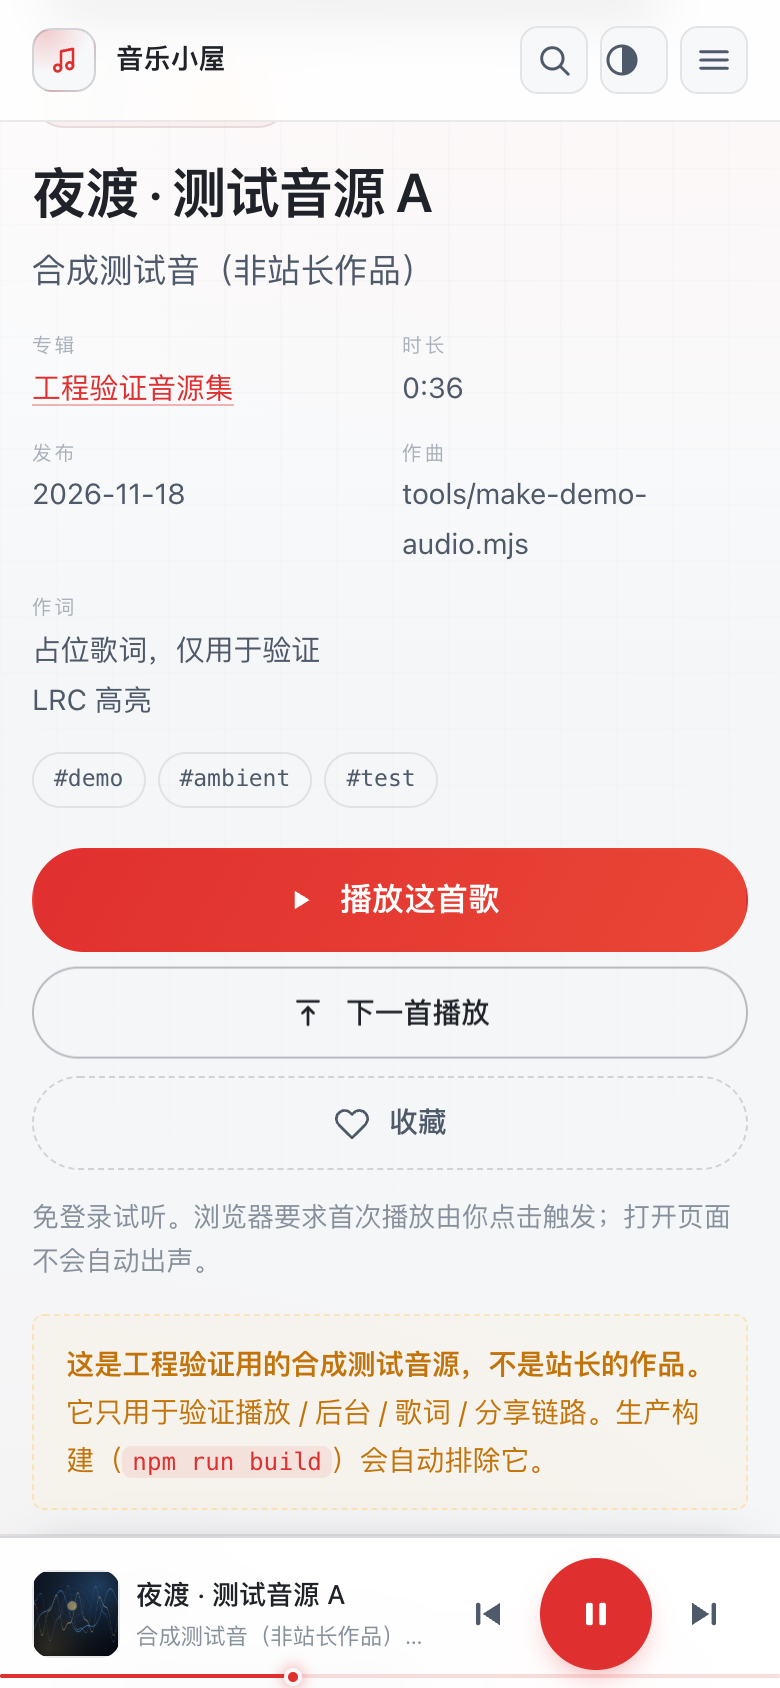 音乐小屋
夜渡 · 测试音源 A
合成测试音（非站长作品）
专辑
时长
工程验证音源集
0:36
发布
作曲
2026-11-18
tools/make-demo-
audio.mjs
作词
占位歌词，仅用于验证
LRC 高亮
#demo
#ambient
#test
播放这首歌
下一首播放
收藏
免登录试听。浏览器要求首次播放由你点击触发；打开页面
不会自动出声。
这是工程验证用的合成测试音源，不是站长的作品。
它只用于验证播放 / 后台 / 歌词 / 分享链路。生产构
建（npm run build）会自动排除它。
夜渡 · 测试音源 A
合成测试音（非站长作品）...